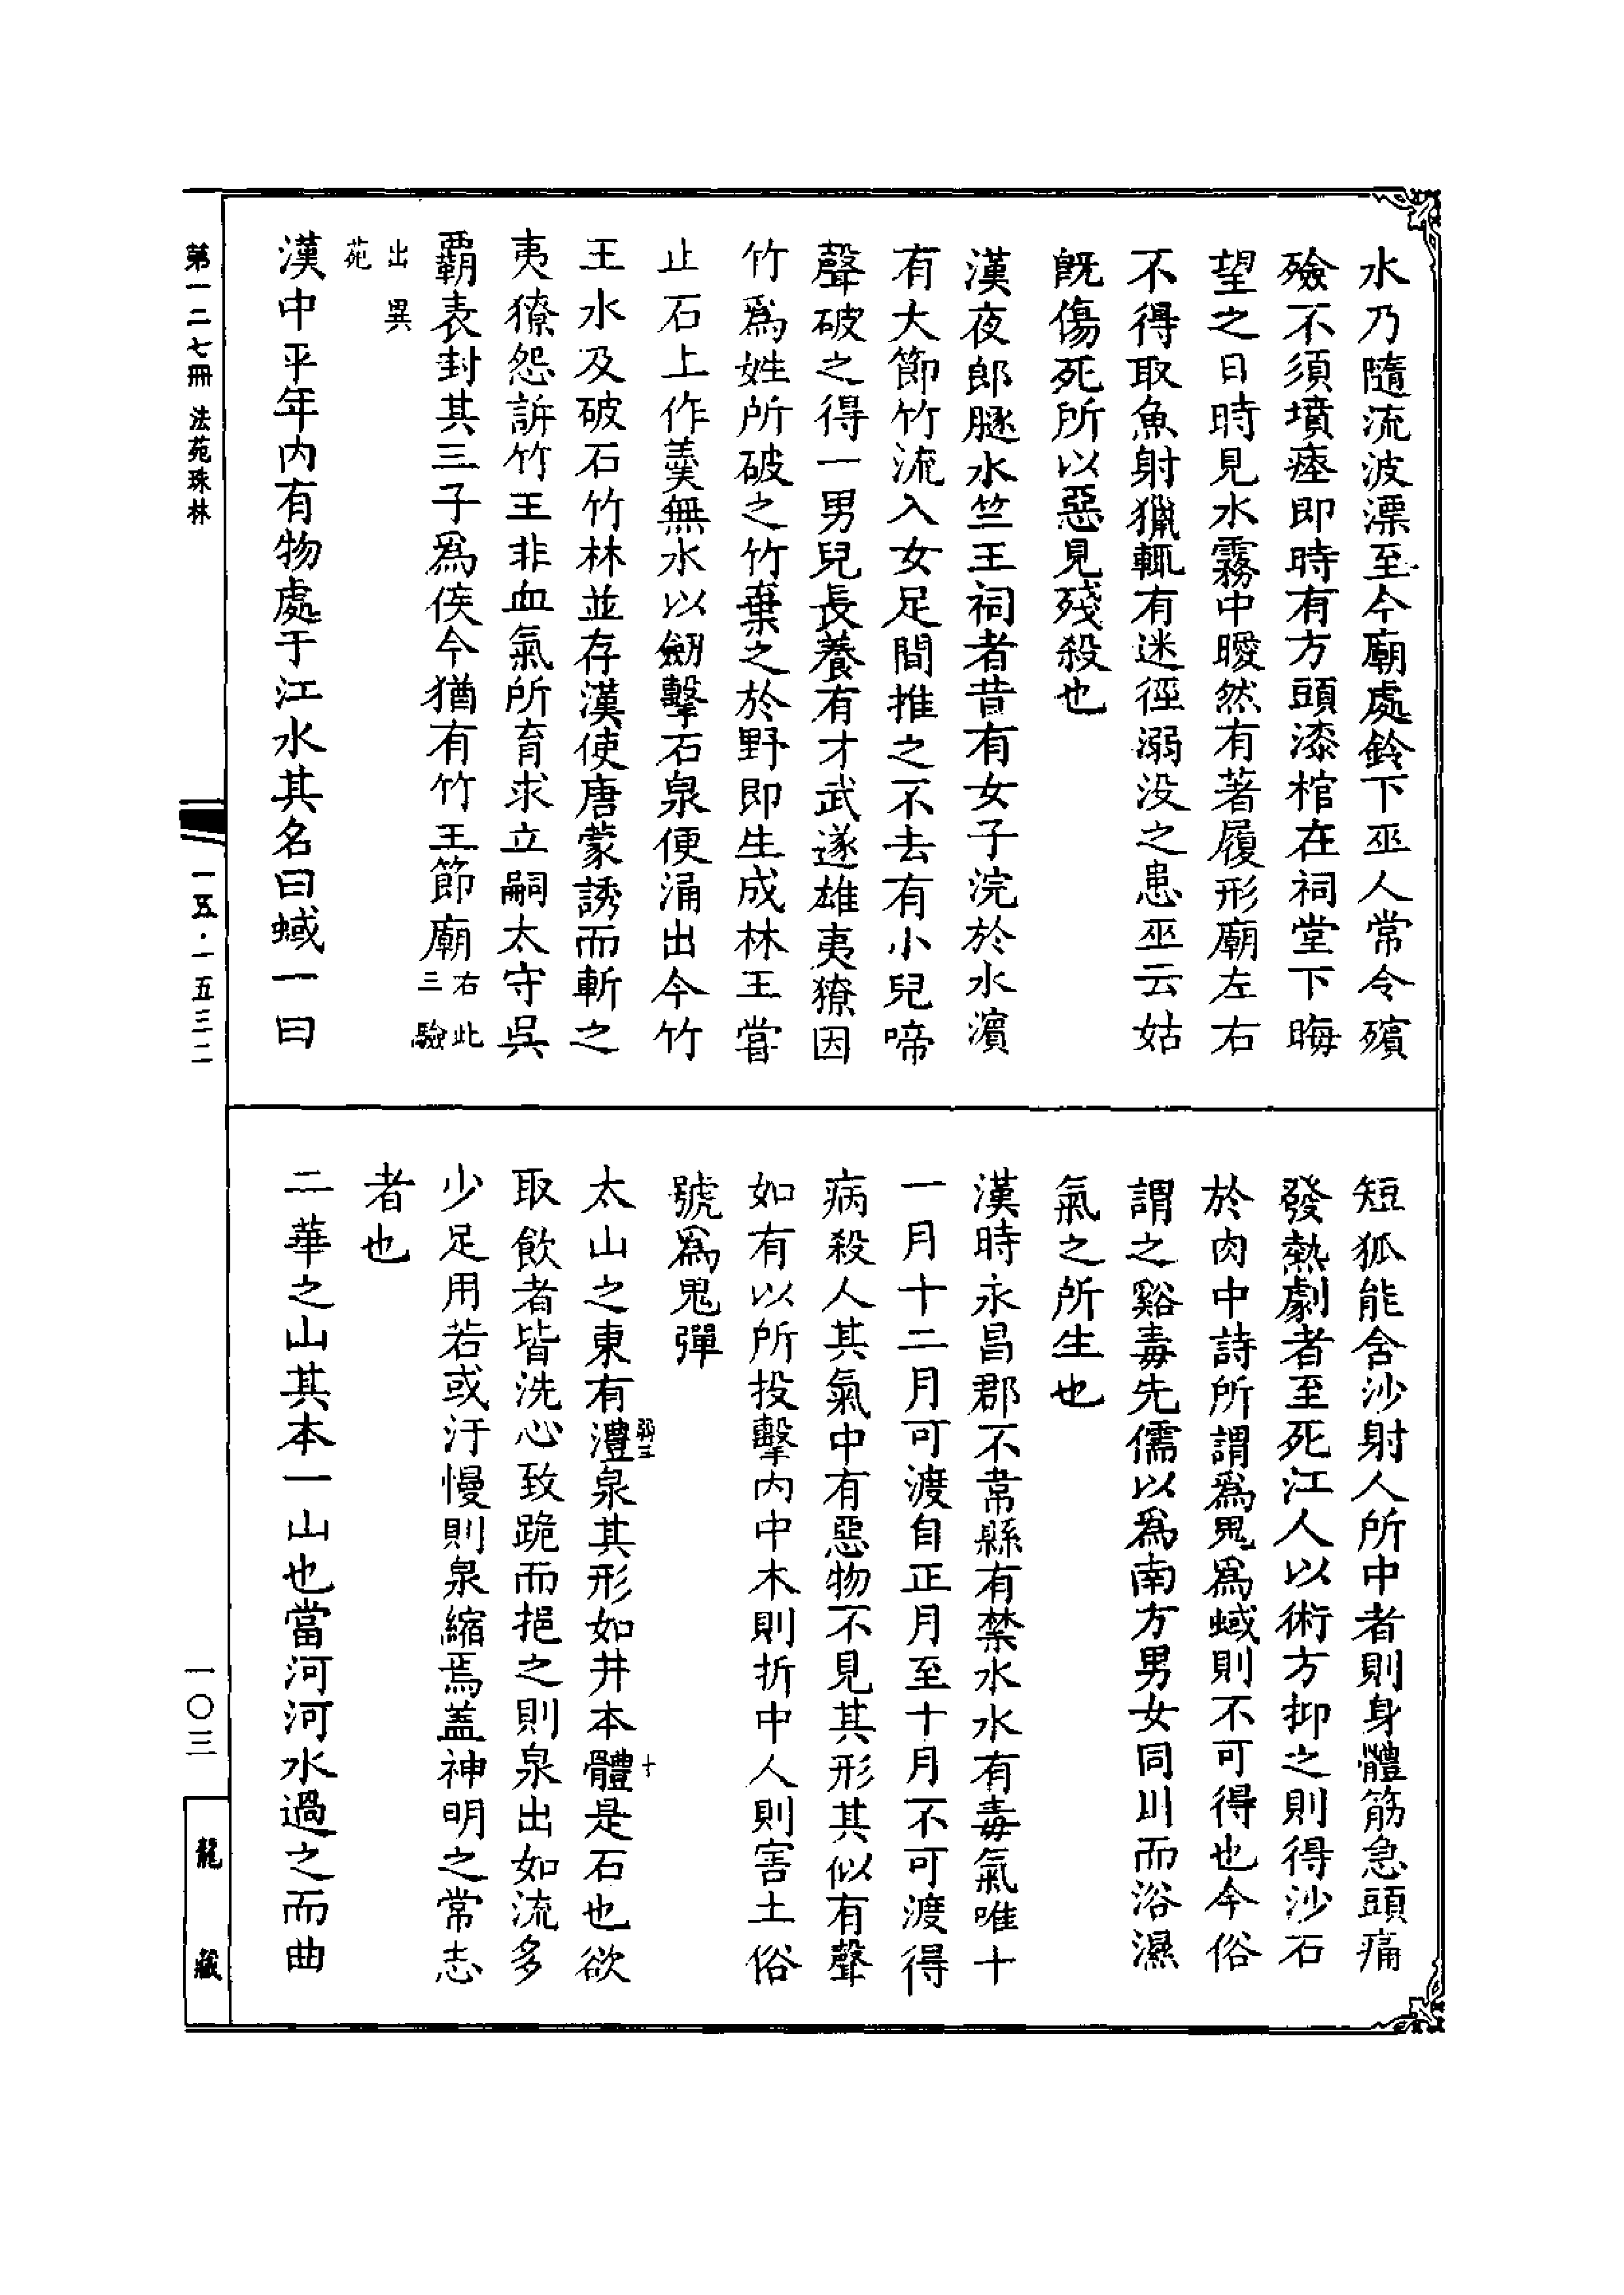 水乃隨流波漂至今廟處鈴下巫人常令殯
殮不須墳瘞即時有方頭漆棺在祠堂下晦
望之日時見水霧中曖然有著履形廟左右
不得取魚射獵輒有迷徑溺没之患巫云姑
旣傷死所以惡見殘殺也
漢夜郎䐂水竺王祠者昔有女子浣於水濵
有大節竹流入女足間推之不去有小兒啼
聲破之得一男兒長養有才武遂雄夷獠因
竹爲姓所破之竹棄之於野即生成林王嘗
止石上作羹無水以劒擊石泉便涌出今竹
王水及破石竹林並存漢使唐蒙誘而斬之
夷獠怨訴竹王非血氣所育求立嗣太守吳
覇表封其三子爲侯今猶有竹王節廟右此三驗
出異苑
漢中平年内有物處于江水其名曰蜮一曰
短狐能含沙射人所中者則身體筋急頭痛
發熱劇者至死江人以術方抑之則得沙石
於肉中詩所謂爲鬼爲蜮則不可得也今俗
謂之谿毒先儒以爲南方男女同川而浴濕
氣之所生也
漢時永昌郡不韋縣有禁水水有毒氣唯十
一月十二月可渡自正月至十月不可渡得
病殺人其氣中有惡物不見其形其似有聲
如有以所投擊内中木則折中人則害土俗
號爲鬼彈
太山之東有澧泉其形如井本體是石也欲
取飲者皆洗心致跪而挹之則泉出如流多
少足用若或汙慢則泉縮焉蓋神明之常志
者也
二華之山其本一山也當河河水過之而曲
第一二七冊 法苑珠林
一五·一五三二
一〇三
龍藏